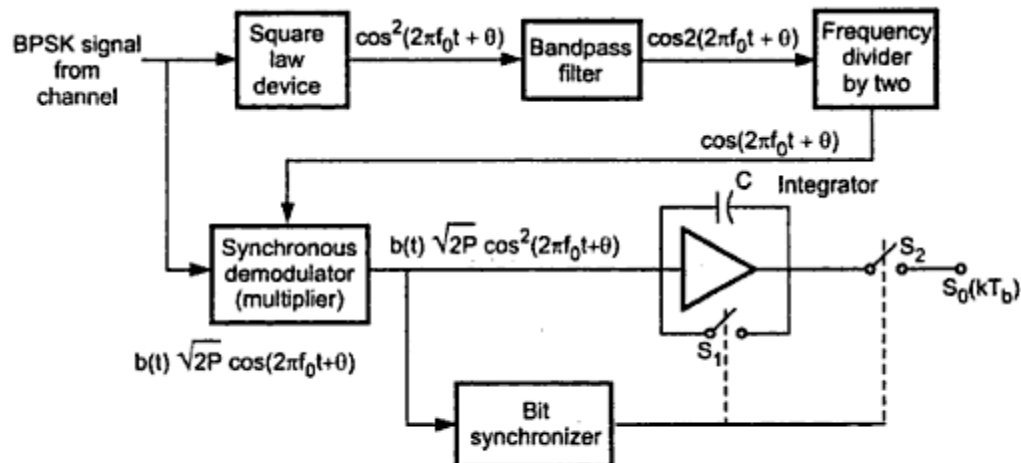 BPSK signal
from
channel
Square
law
device
cos²(2πf₀t + θ)
Bandpass
filter
cos2(2πf₀t + θ)
Frequency
divider
by two
cos(2πf₀t + θ)
C
Integrator
Synchronous
demodulator
(multiplier)
b(t) √2P cos²(2πf₀t+θ)
S₂
S₀(kTb)
S₁
b(t) √2P cos(2πf₀t+θ)
Bit
synchronizer